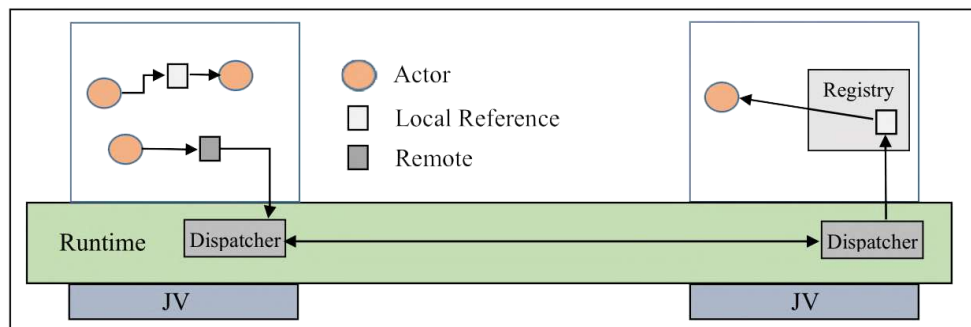 Actor
Local Reference
Remote
Registry
Runtime
Dispatcher
Dispatcher
JV
JV